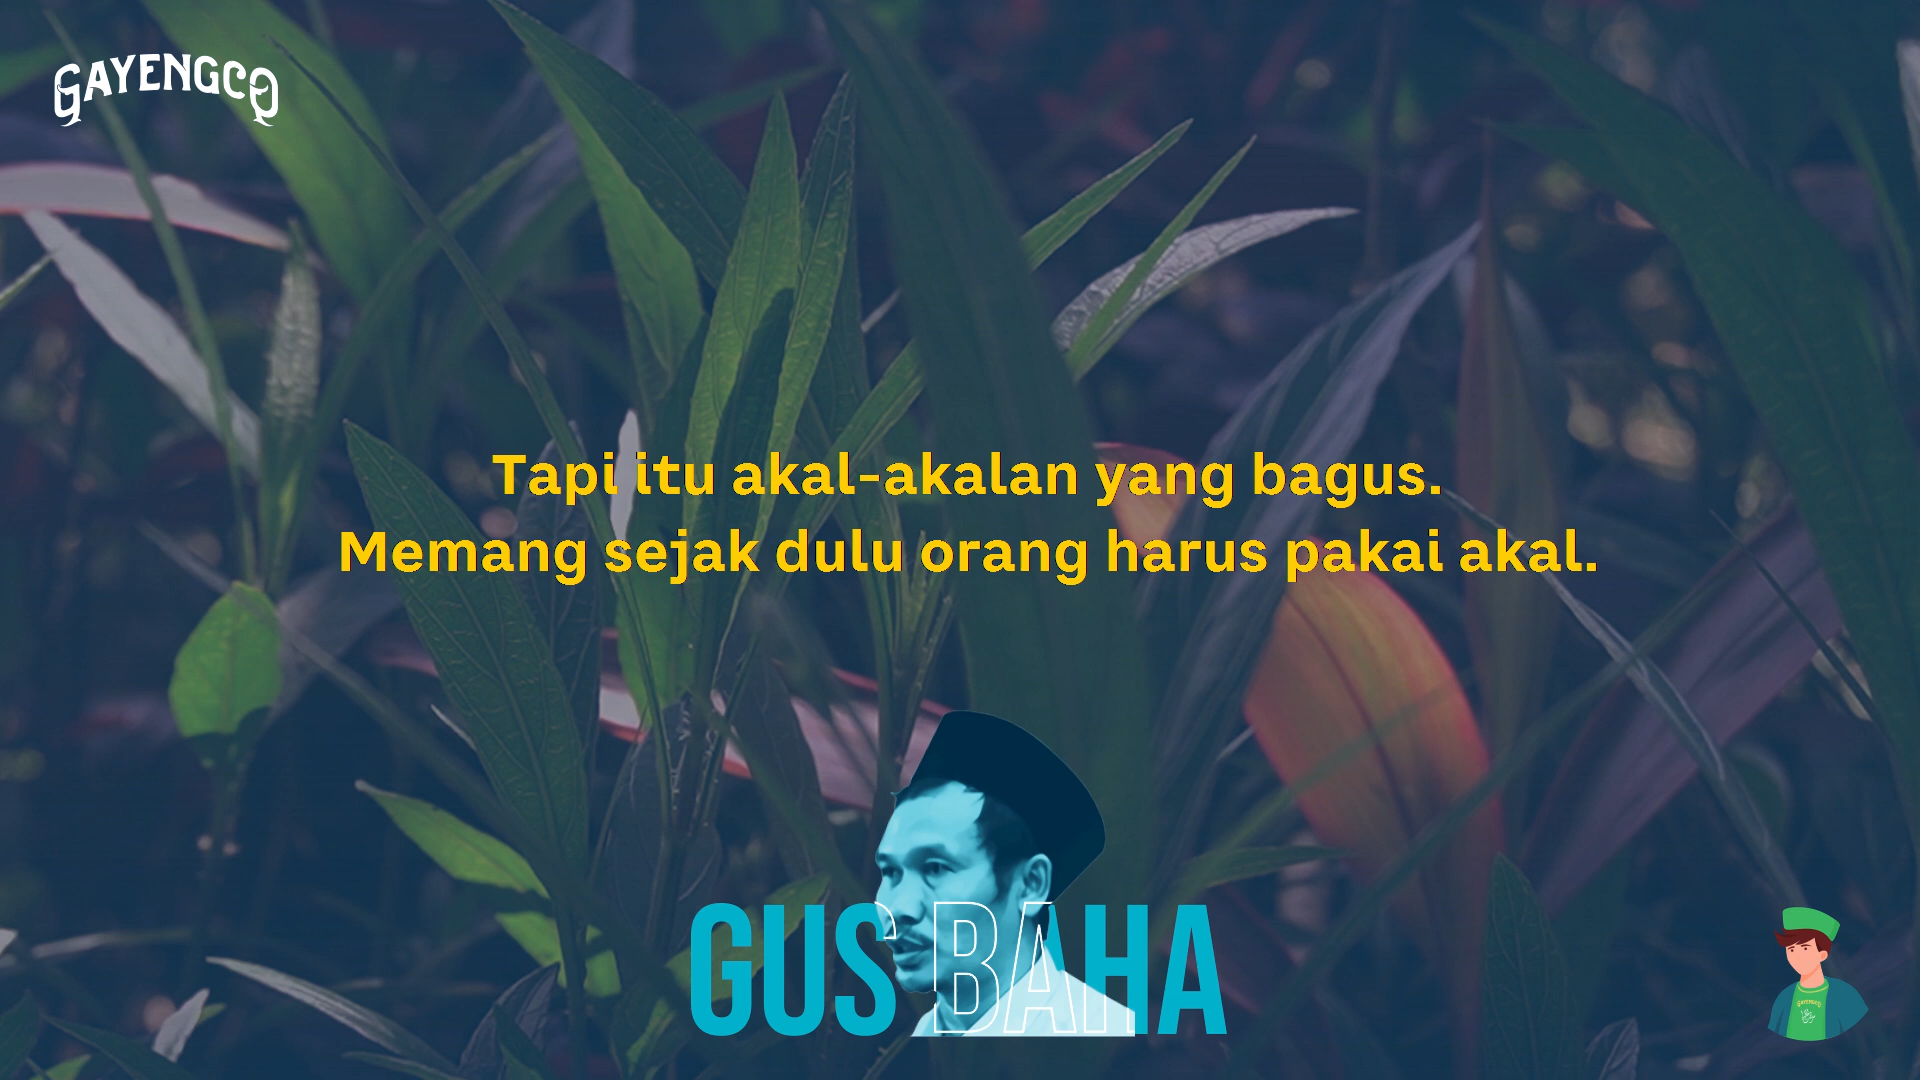 GAYENGCO
Tapi itu akal-akalan yang bagus.
Memang sejak dulu orang harus pakai akal.
GUS BAHA